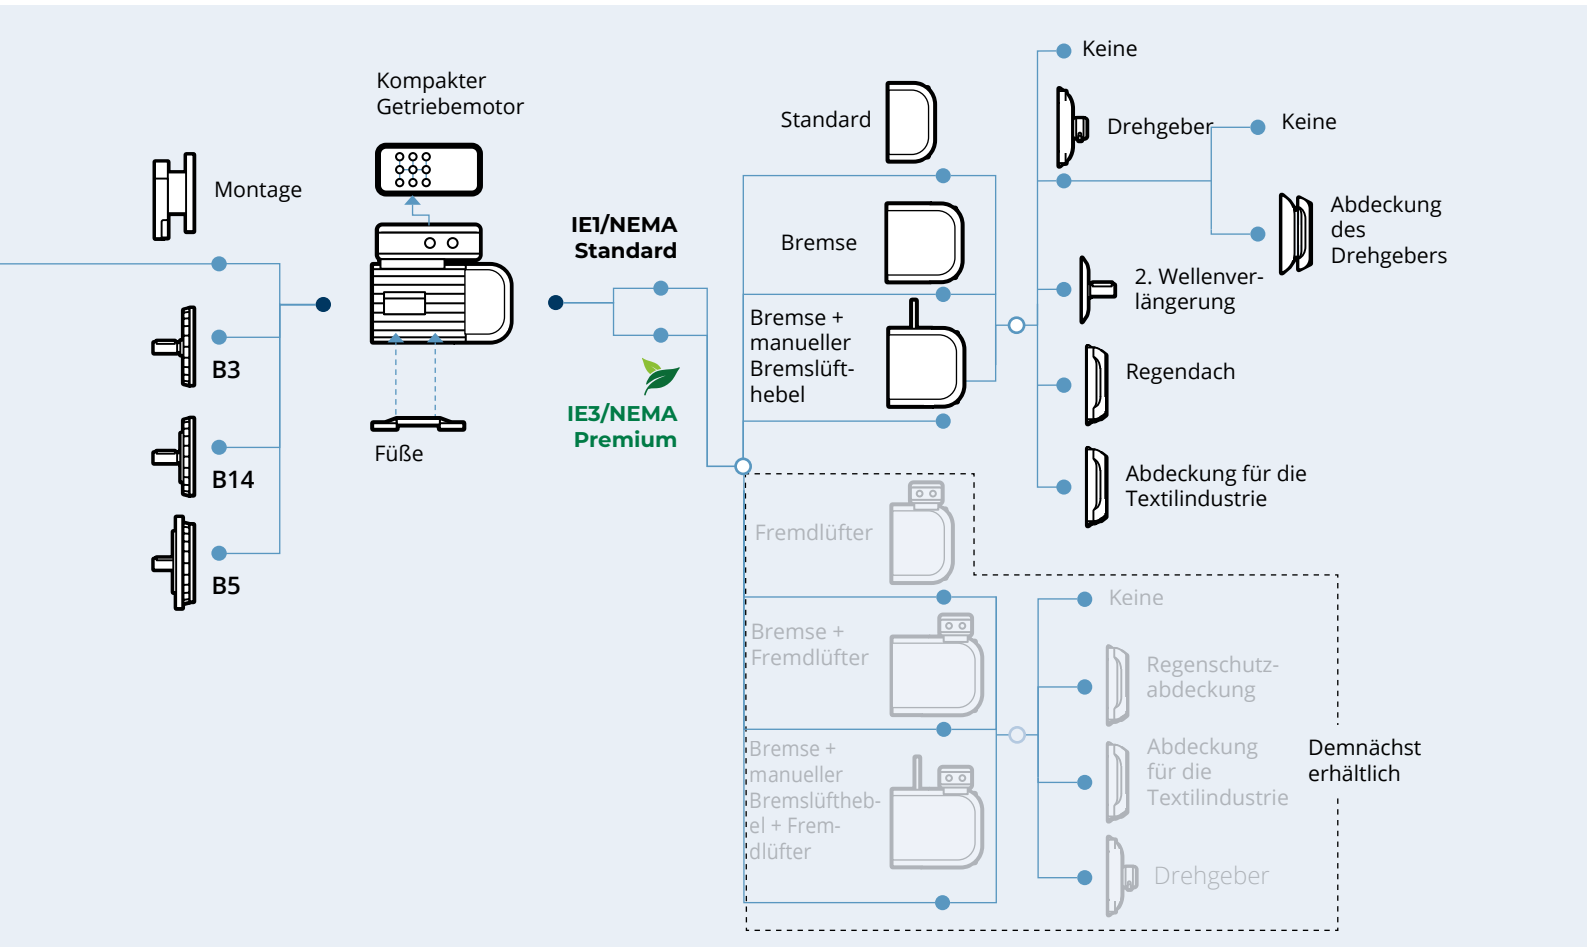 Kompakter
Getriebemotor
Montage
B3
B14
B5
Füße
IE1/NEMA
Standard
IE3/NEMA
Premium
Standard
Bremse
Bremse +
manueller
Bremslüft-
hebel
Keine
Drehgeber
Keine
Abdeckung
des
Drehgebers
2. Wellenver-
längerung
Regendach
Abdeckung für die
Textilindustrie
Fremdlüfter
Bremse +
Fremdlüfter
Bremse +
manueller
Bremslüftheb-
el + Frem-
dlüfter
Keine
Regenschutz-
abdeckung
Abdeckung
für die
Textilindustrie
Drehgeber
Demnächst
erhältlich